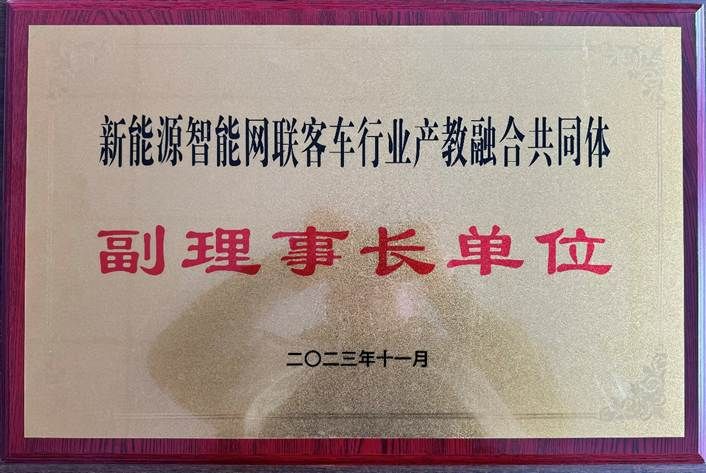 新能源智能网联客车行业产教融合共同体
副理事长单位
二〇二三年十一月